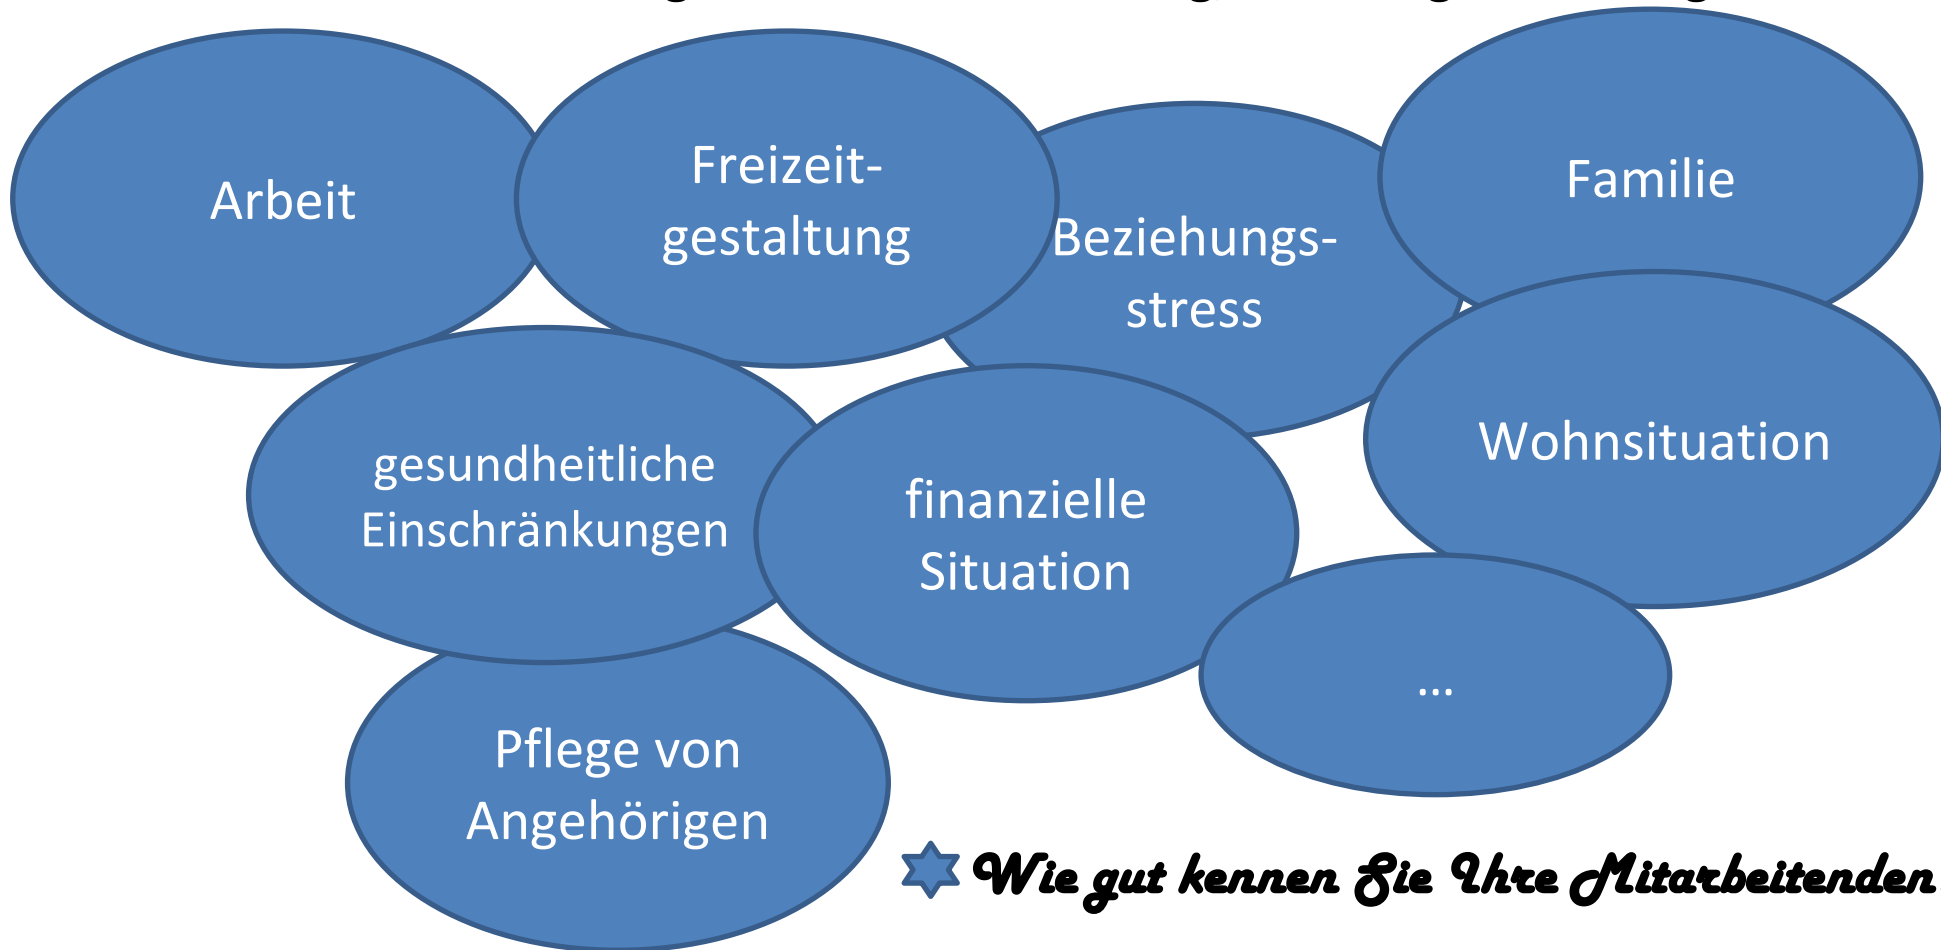 Arbeit
Freizeit-
gestaltung
Beziehungs-
stress
Familie
gesundheitliche
Einschränkungen
finanzielle
Situation
Wohnsituation
...
Pflege von
Angehörigen
Wie gut kennen Sie Ihre Mitarbeitenden